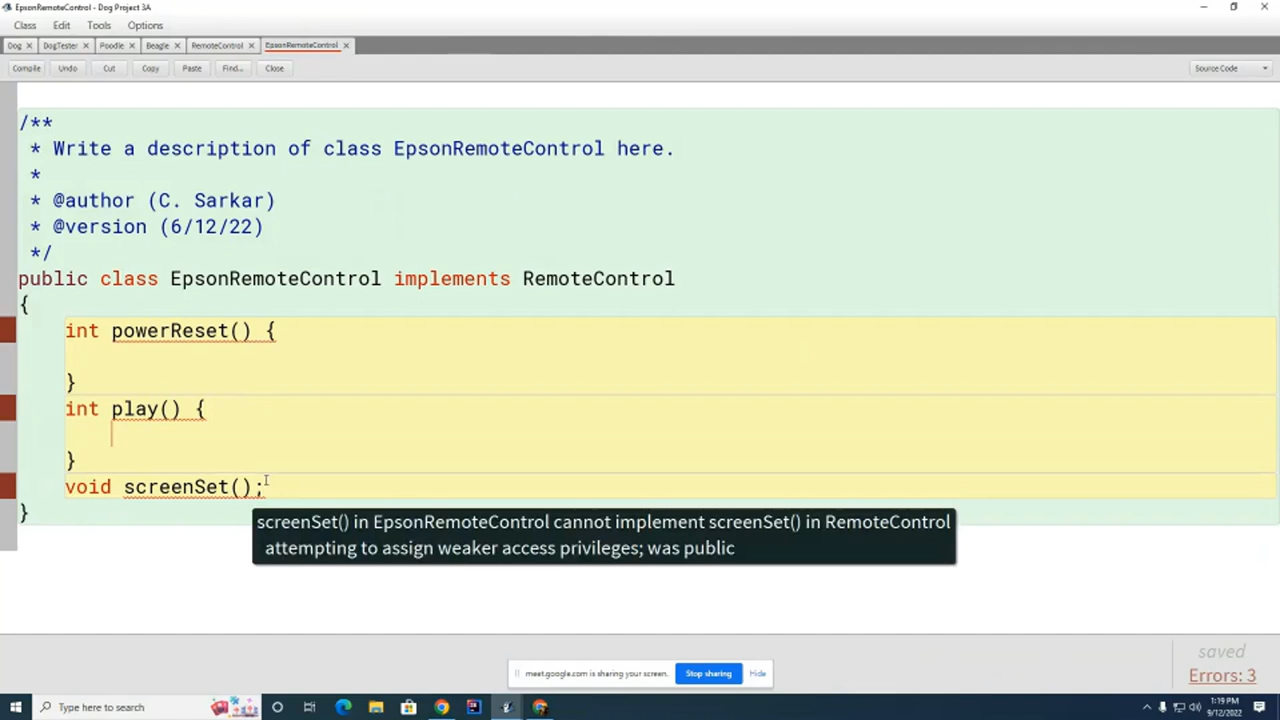 EpsonRemoteControl - Dog Project 3A
Class Edit Tools Options
Dog DogTester Poodle Beagle RemoteControl EpsonRemoteControl
Compile Undo Cut Copy Paste Find... Close Source Code
/**
* Write a description of class EpsonRemoteControl here.
*
* @author (C. Sarkar)
* @version (6/12/22)
*/
public class EpsonRemoteControl implements RemoteControl
{
int powerReset() {
}
int play() {
}
void screenSet();
}
screenSet() in EpsonRemoteControl cannot implement screenSet() in RemoteControl
attempting to assign weaker access privileges; was public
saved
Errors: 3
meet.google.com is sharing your screen. Stop sharing Hide
Type here to search
1:19 PM
9/12/2022